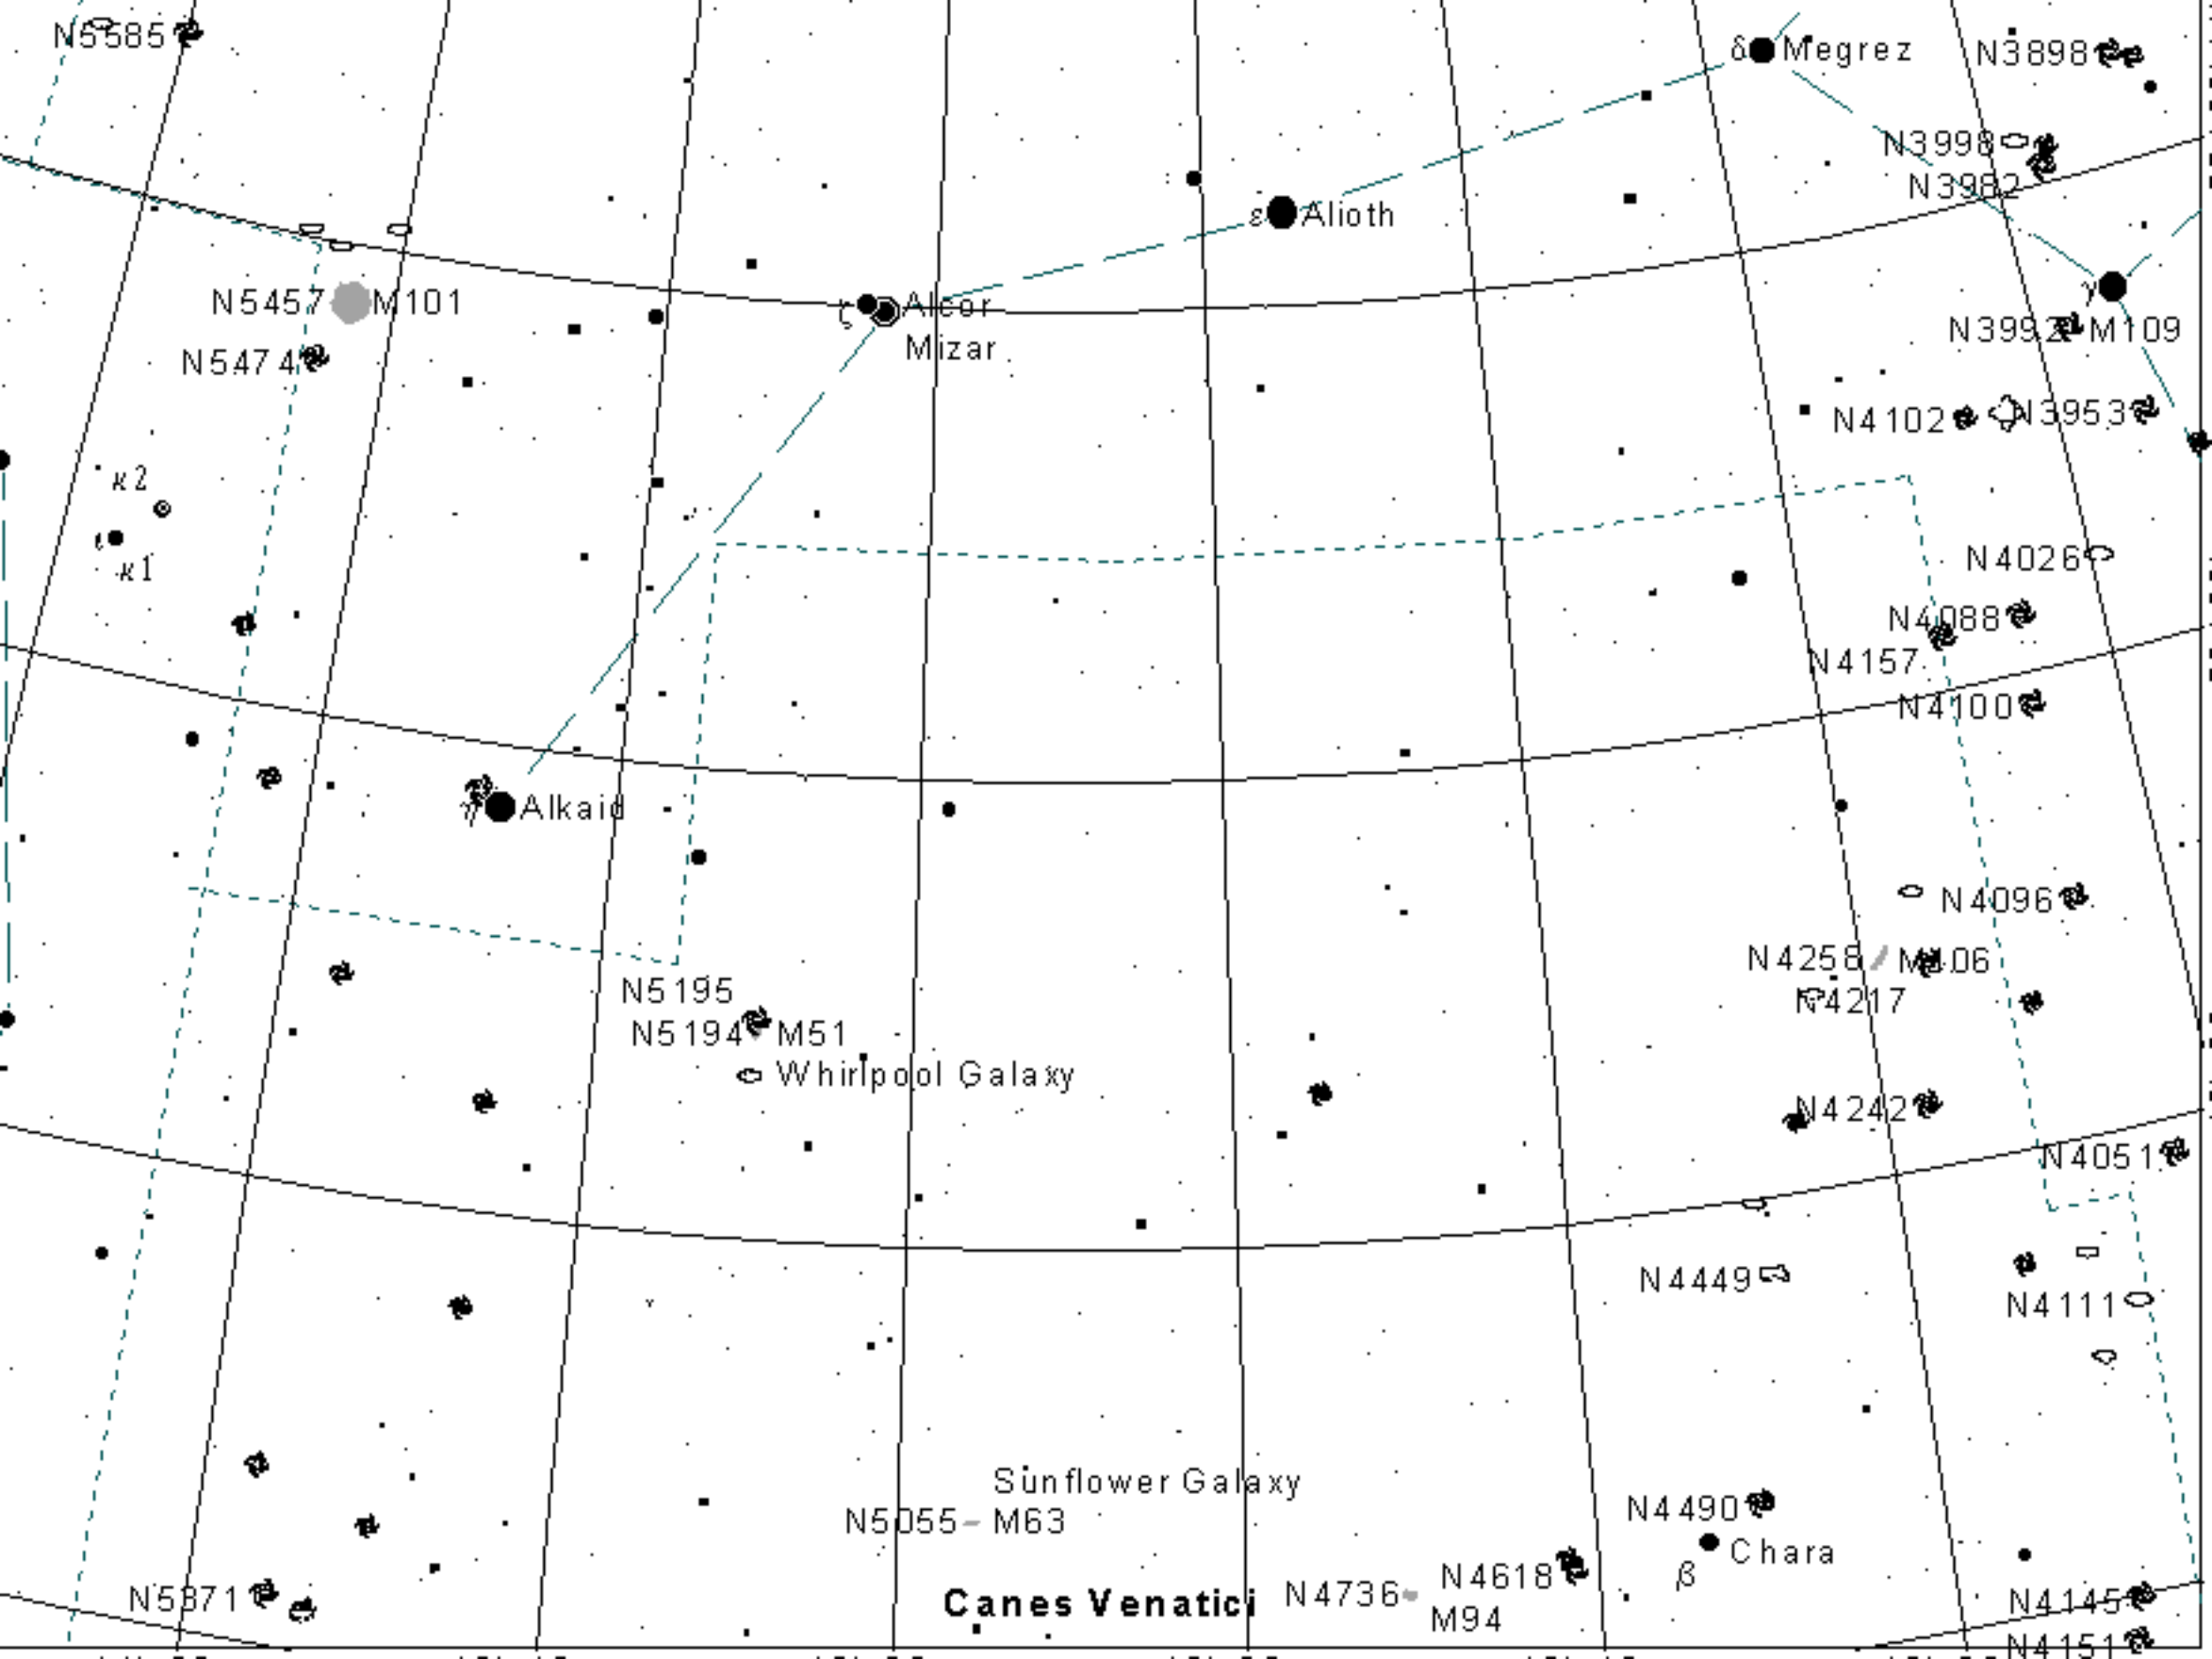 N5585
δ Megrez
N3898
N3998
N3982
ε Alioth
N5457 M101
ζ Alcor
Mizar
γ
N3992 M109
N5474
N4102
N3953
κ2
ι
κ1
N4026
N4088
N4157
N4100
η Alkaid
N4096
N4258 M106
N4217
N5195
N5194 M51
Whirlpool Galaxy
N4242
N4051
N4449
N4111
Sunflower Galaxy
N5055 M63
N4490
β Chara
N4618
N4736
M94
Canes Venatici
N5371
N4145
N4151